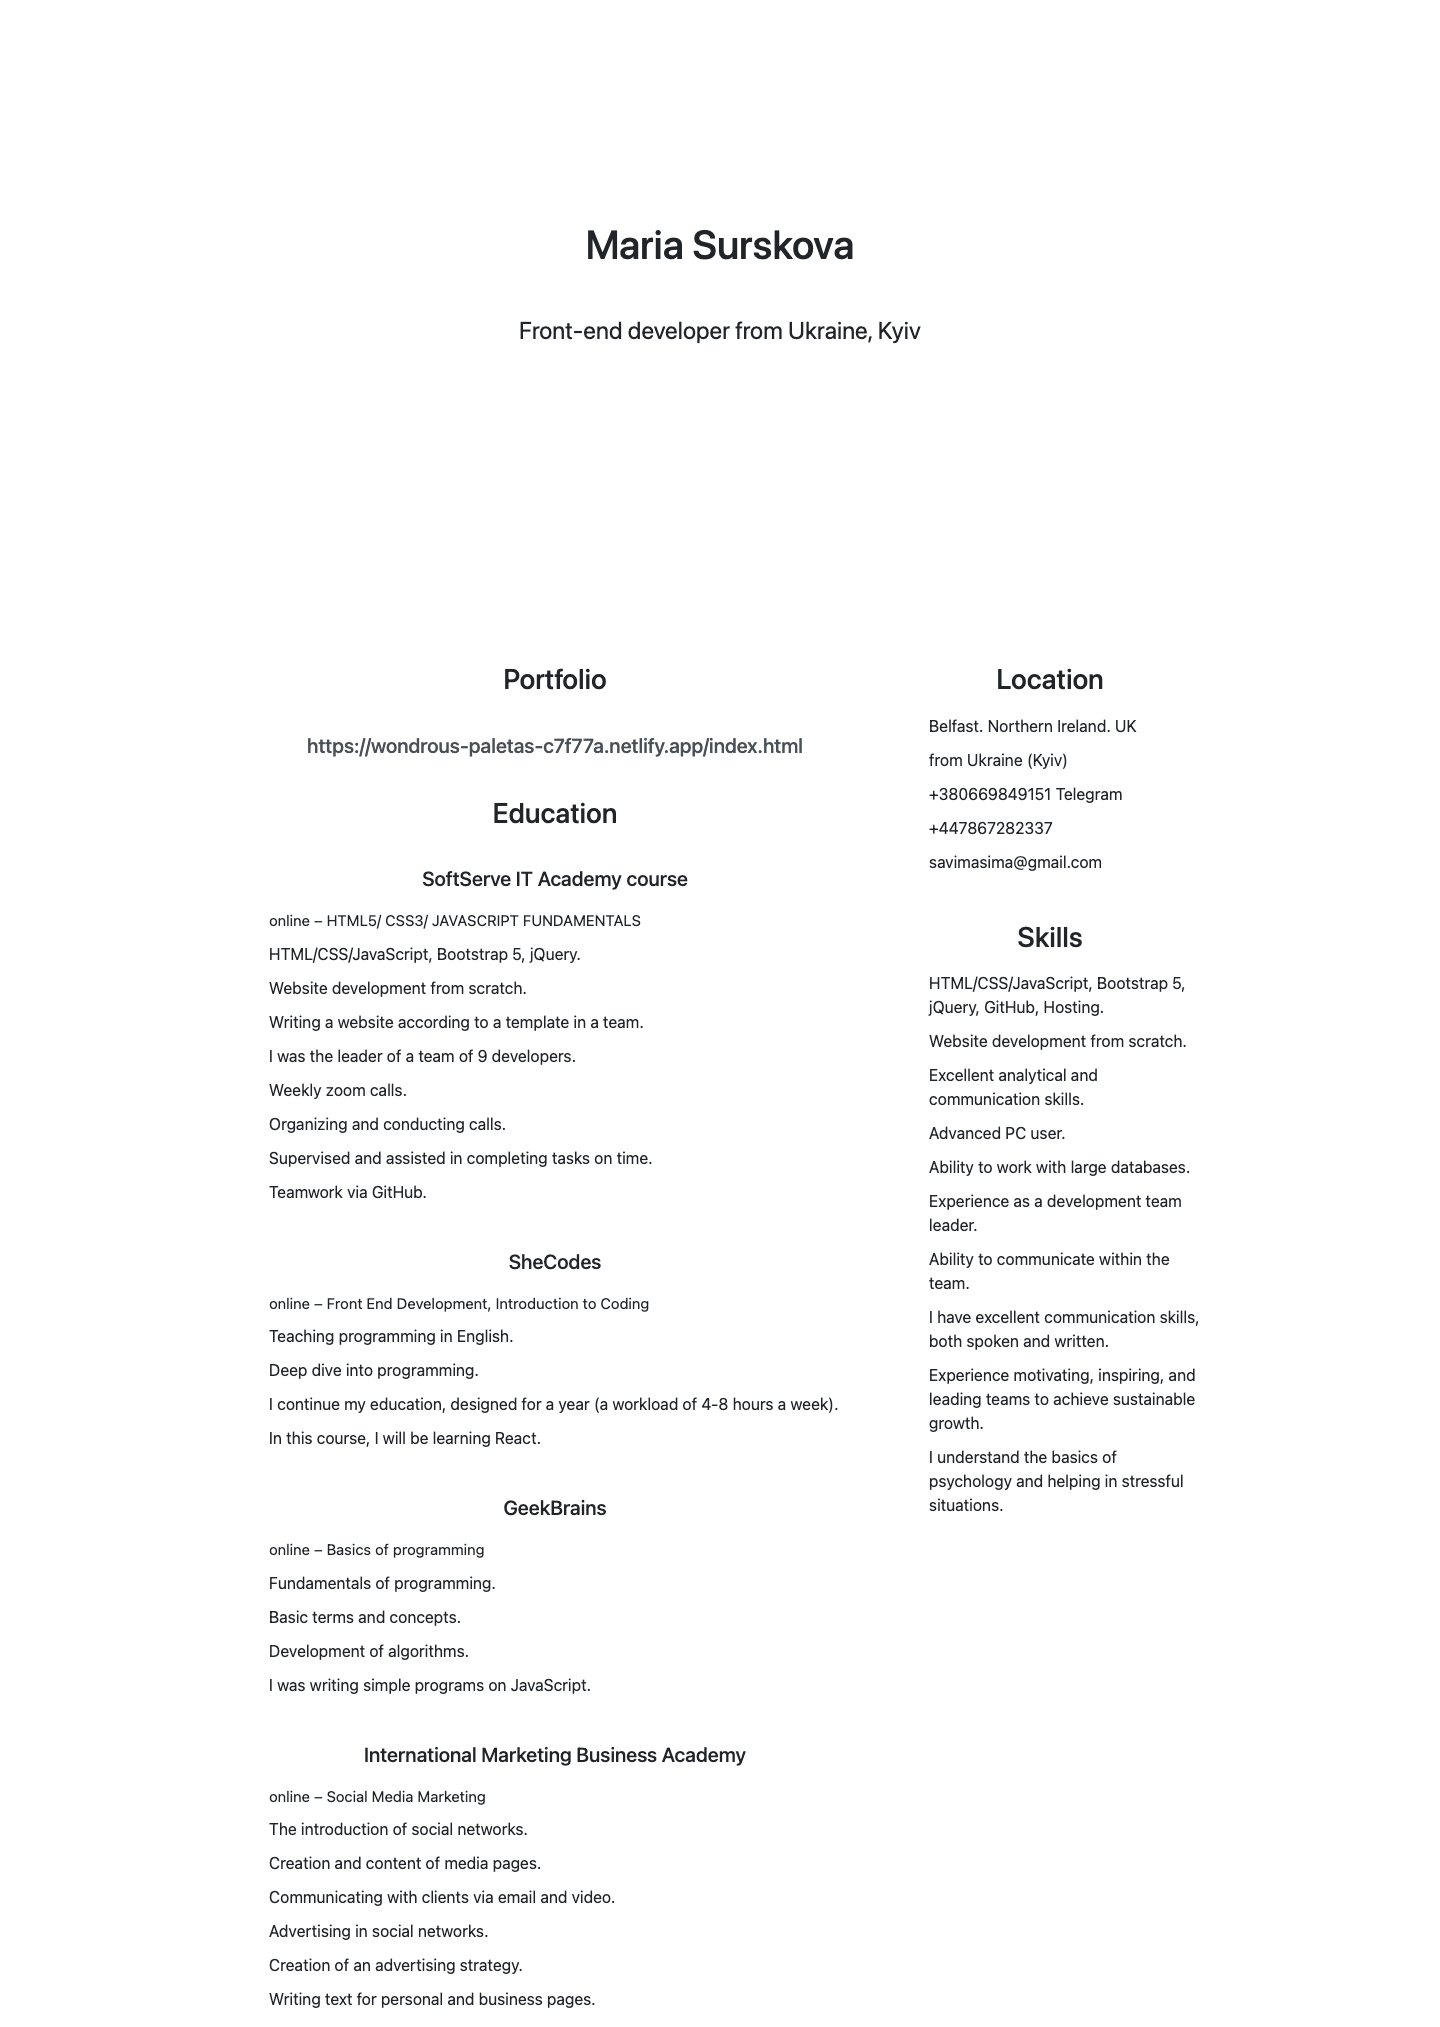 Maria Surskova
Front-end developer from Ukraine, Kyiv
Portfolio
https://wondrous-paletas-c7f77a.netlify.app/index.html
Education
SoftServe IT Academy course
online – HTML5/ CSS3/ JAVASCRIPT FUNDAMENTALS
HTML/CSS/JavaScript, Bootstrap 5, jQuery.
Website development from scratch.
Writing a website according to a template in a team.
I was the leader of a team of 9 developers.
Weekly zoom calls.
Organizing and conducting calls.
Supervised and assisted in completing tasks on time.
Teamwork via GitHub.
SheCodes
online – Front End Development, Introduction to Coding
Teaching programming in English.
Deep dive into programming.
I continue my education, designed for a year (a workload of 4-8 hours a week).
In this course, I will be learning React.
GeekBrains
online – Basics of programming
Fundamentals of programming.
Basic terms and concepts.
Development of algorithms.
I was writing simple programs on JavaScript.
International Marketing Business Academy
online – Social Media Marketing
The introduction of social networks.
Creation and content of media pages.
Communicating with clients via email and video.
Advertising in social networks.
Creation of an advertising strategy.
Writing text for personal and business pages.
Location
Belfast. Northern Ireland. UK
from Ukraine (Kyiv)
+380669849151 Telegram
+447867282337
savimasima@gmail.com
Skills
HTML/CSS/JavaScript, Bootstrap 5,
jQuery, GitHub, Hosting.
Website development from scratch.
Excellent analytical and
communication skills.
Advanced PC user.
Ability to work with large databases.
Experience as a development team
leader.
Ability to communicate within the
team.
I have excellent communication skills,
both spoken and written.
Experience motivating, inspiring, and
leading teams to achieve sustainable
growth.
I understand the basics of
psychology and helping in stressful
situations.